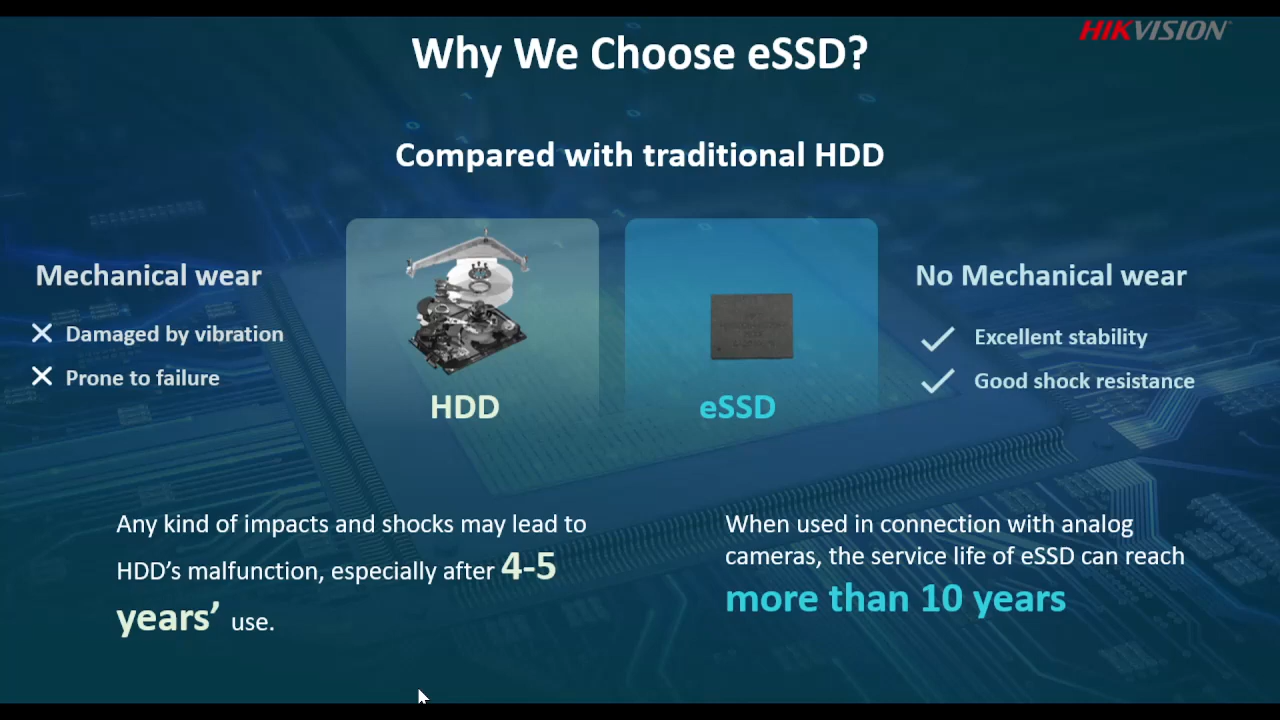 HIKVISION
Why We Choose eSSD?
Compared with traditional HDD
Mechanical wear
Damaged by vibration
Prone to failure
HDD
eSSD
No Mechanical wear
Excellent stability
Good shock resistance
Any kind of impacts and shocks may lead to
HDD’s malfunction, especially after 4-5
years’ use.
When used in connection with analog
cameras, the service life of eSSD can reach
more than 10 years